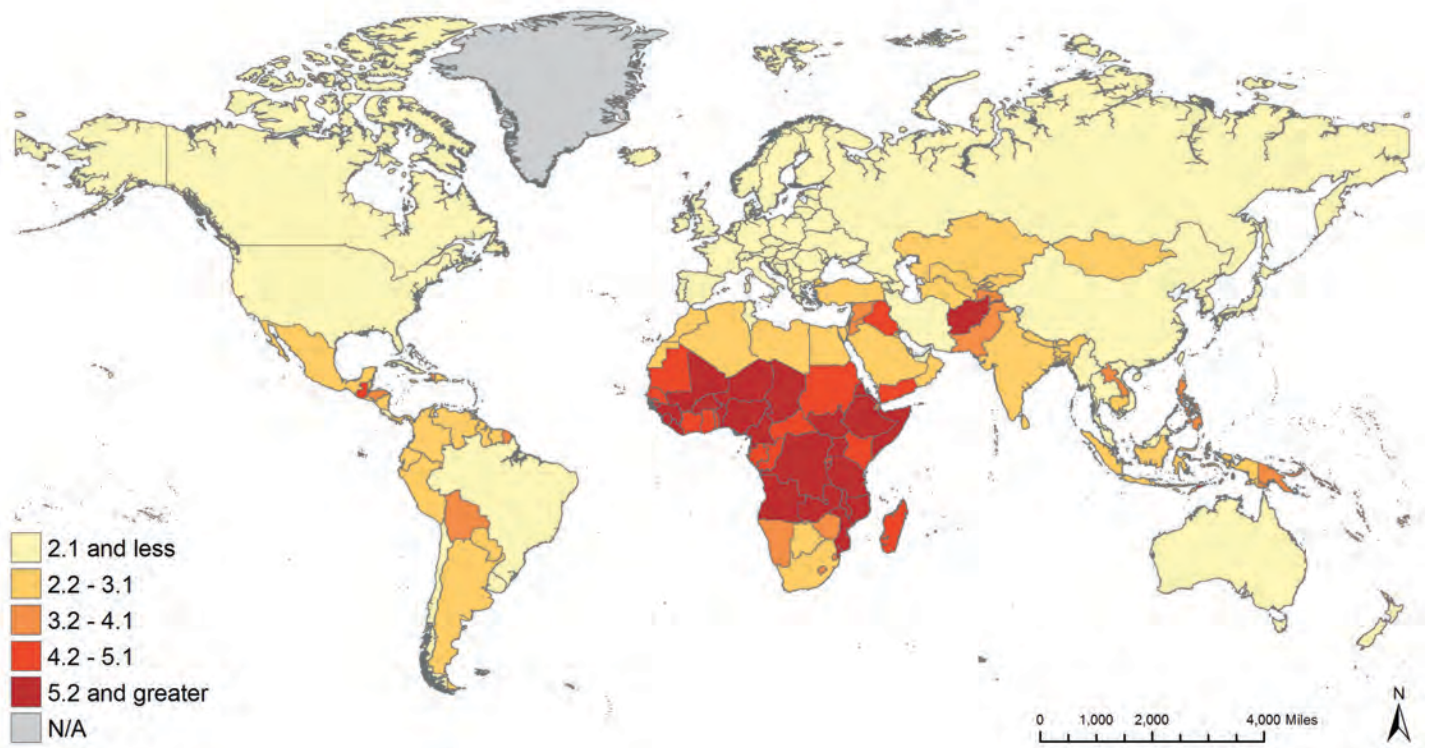 2.1 and less
2.2 - 3.1
3.2 - 4.1
4.2 - 5.1
5.2 and greater
N/A
N
0 1,000 2,000 4,000 Miles